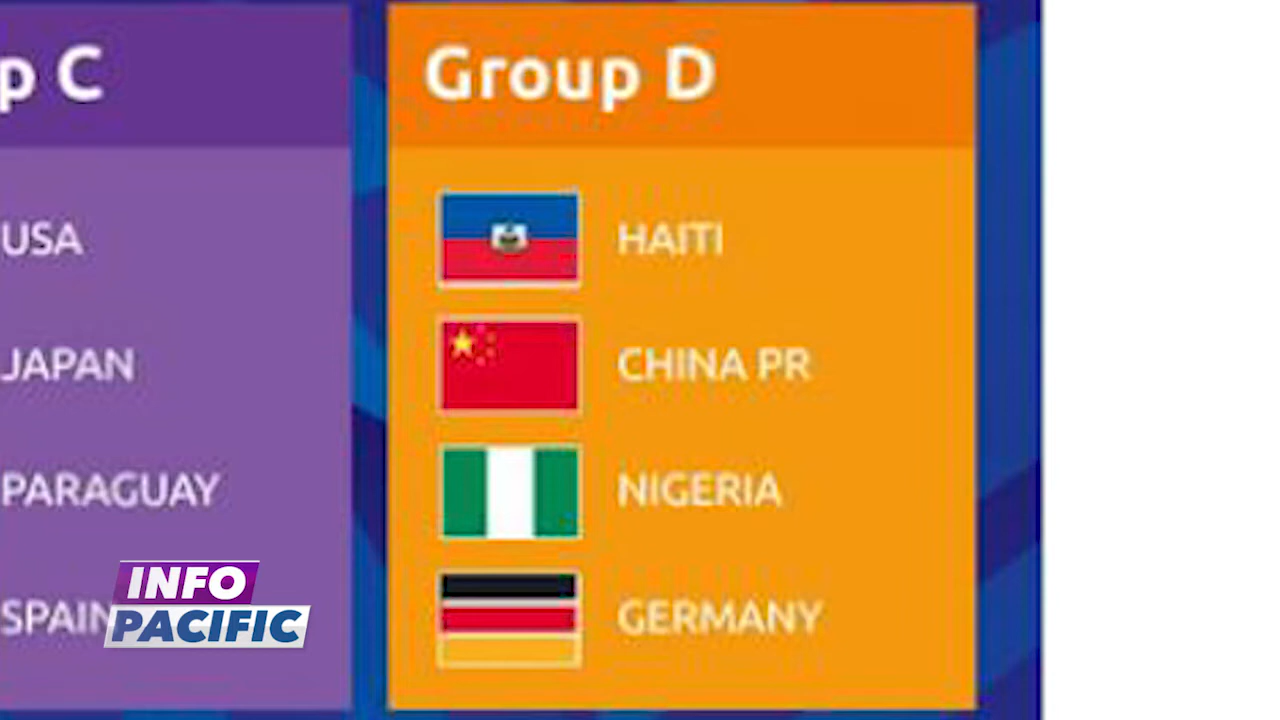 p C
USA
JAPAN
PARAGUAY
SPAIN
Group D
HAITI
CHINA PR
NIGERIA
GERMANY
INFO
PACIFIC